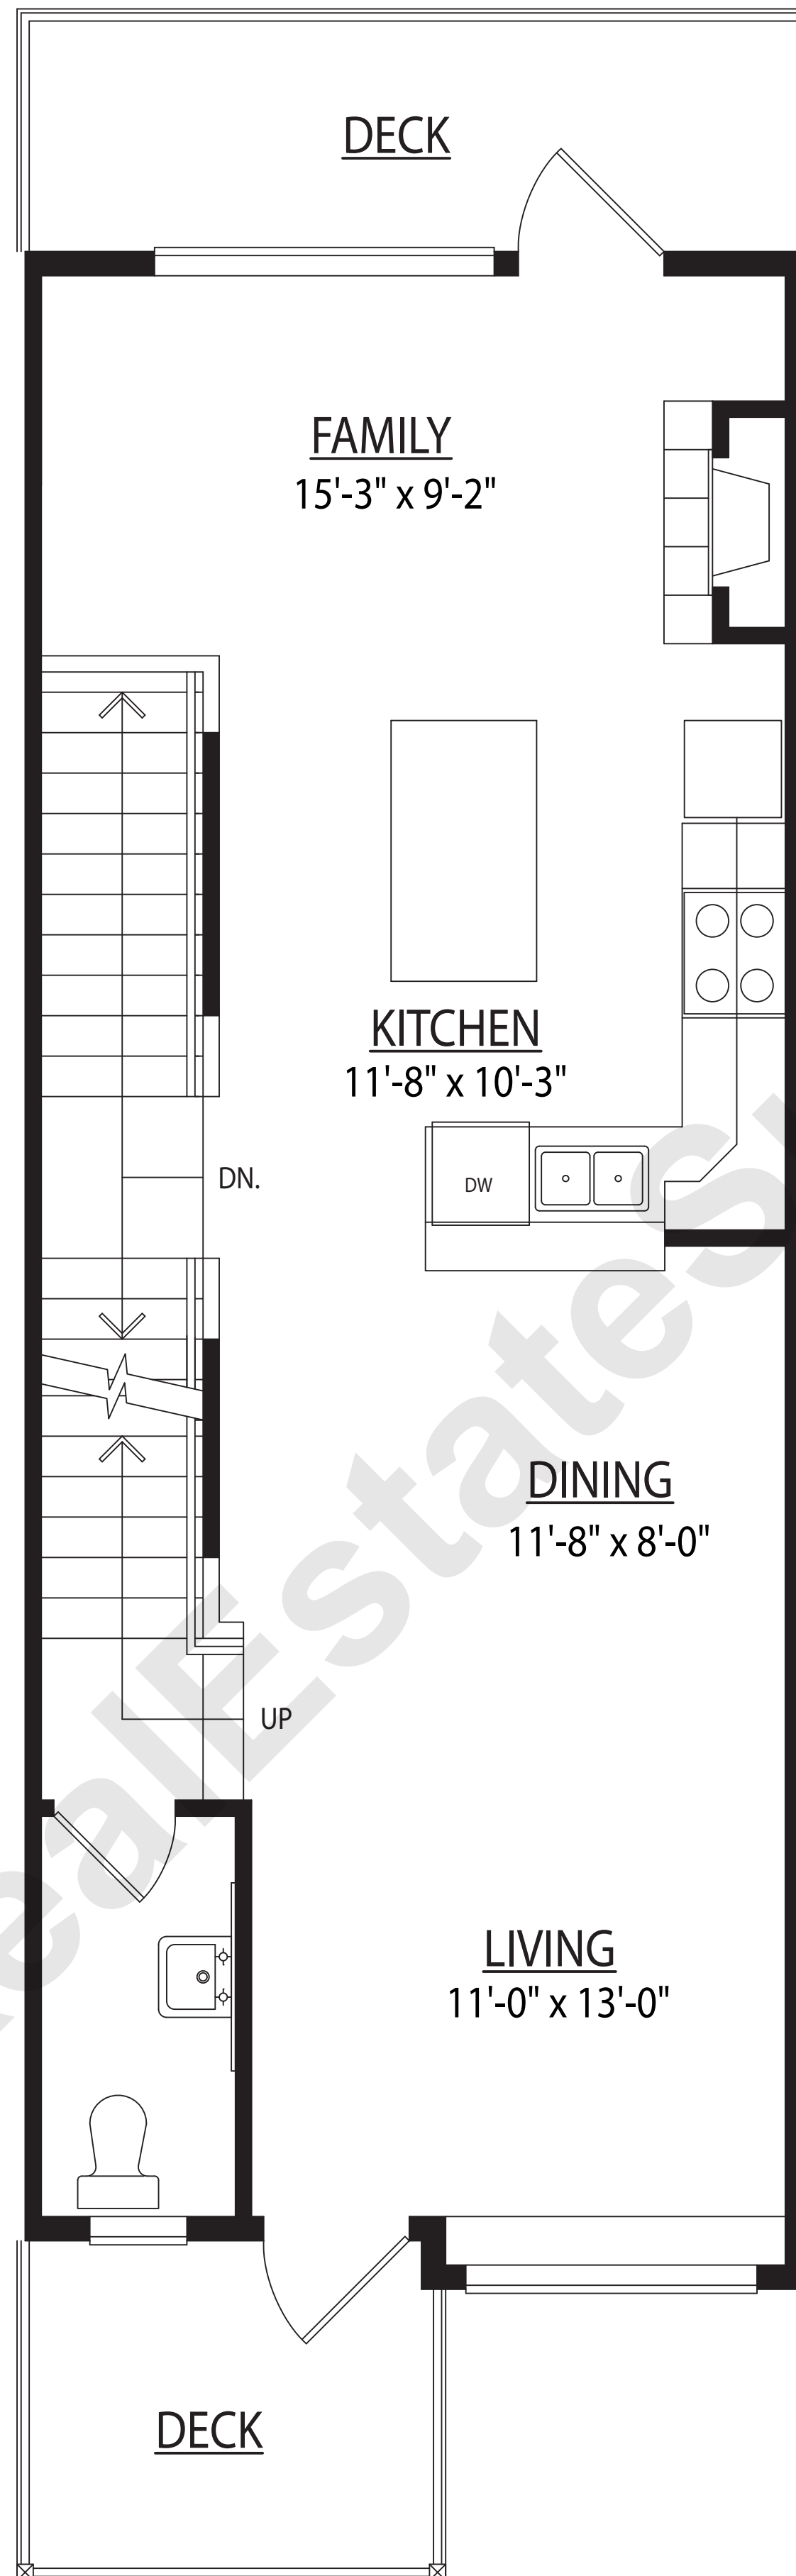 DECK
FAMILY
15'-3" x 9'-2"
KITCHEN
11'-8" x 10'-3"
DN.
DW
DINING
11'-8" x 8'-0"
UP
LIVING
11'-0" x 13'-0"
DECK
ealEstateS